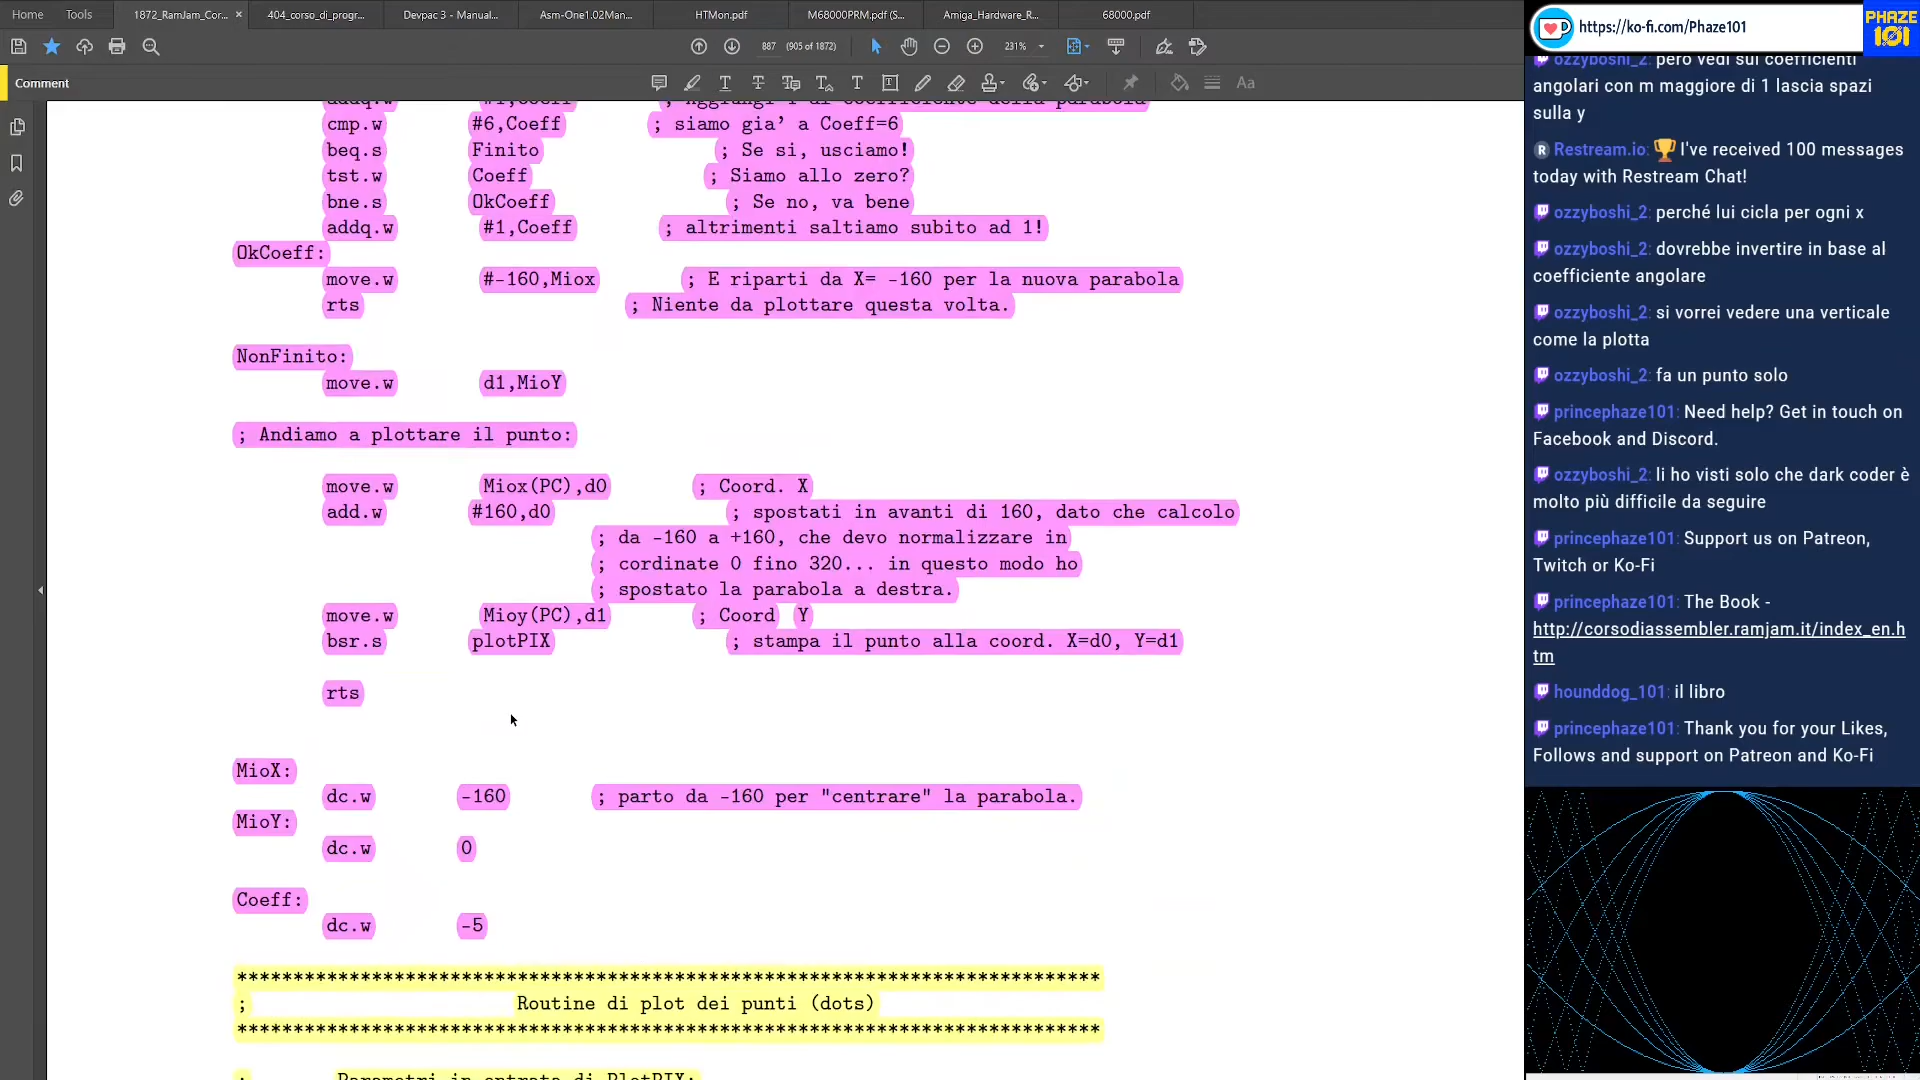 Home
Tools
1872_RamJam_Cor...
404_corso_di_progr...
Devpac 3 - Manual...
Asm-One1.02Man...
HTMon.pdf
M68000PRM.pdf (S...
Amiga_Hardware_R...
68000.pdf
887 (905 of 1872)
231%
Comment
cmp.w #6,Coeff ; siamo gia’ a Coeff=6
beq.s Finito ; Se si, usciamo!
tst.w Coeff ; Siamo allo zero?
bne.s OkCoeff ; Se no, va bene
addq.w #1,Coeff ; altrimenti saltiamo subito ad 1!
OkCoeff:
move.w #-160,Miox ; E riparti da X= -160 per la nuova parabola
rts ; Niente da plottare questa volta.
NonFinito:
move.w d1,MioY
; Andiamo a plottare il punto:
move.w Miox(PC),d0 ; Coord. X
add.w #160,d0 ; spostati in avanti di 160, dato che calcolo
; da -160 a +160, che devo normalizzare in
; cordinate 0 fino 320... in questo modo ho
; spostato la parabola a destra.
move.w Mioy(PC),d1 ; Coord Y
bsr.s plotPIX ; stampa il punto alla coord. X=d0, Y=d1
rts
MioX:
dc.w -160 ; parto da -160 per "centrare" la parabola.
MioY:
dc.w 0
Coeff:
dc.w -5
**************************************************************************
; Routine di plot dei punti (dots)
**************************************************************************
; Parametri in entrata di PlotPIX:
https://ko-fi.com/Phaze101
PHAZE
101
ozzyboshi_2: però vedi sui coefficienti
angolari con m maggiore di 1 lascia spazi
sulla y
Restream.io: 🏆 I've received 100 messages
today with Restream Chat!
ozzyboshi_2: perché lui cicla per ogni x
ozzyboshi_2: dovrebbe invertire in base al
coefficiente angolare
ozzyboshi_2: si vorrei vedere una verticale
come la plotta
ozzyboshi_2: fa un punto solo
princephaze101: Need help? Get in touch on
Facebook and Discord.
ozzyboshi_2: li ho visti solo che dark coder è
molto più difficile da seguire
princephaze101: Support us on Patreon,
Twitch or Ko-Fi
princephaze101: The Book -
http://corsodiassembler.ramjam.it/index_en.h
tm
hounddog_101: il libro
princephaze101: Thank you for your Likes,
Follows and support on Patreon and Ko-Fi